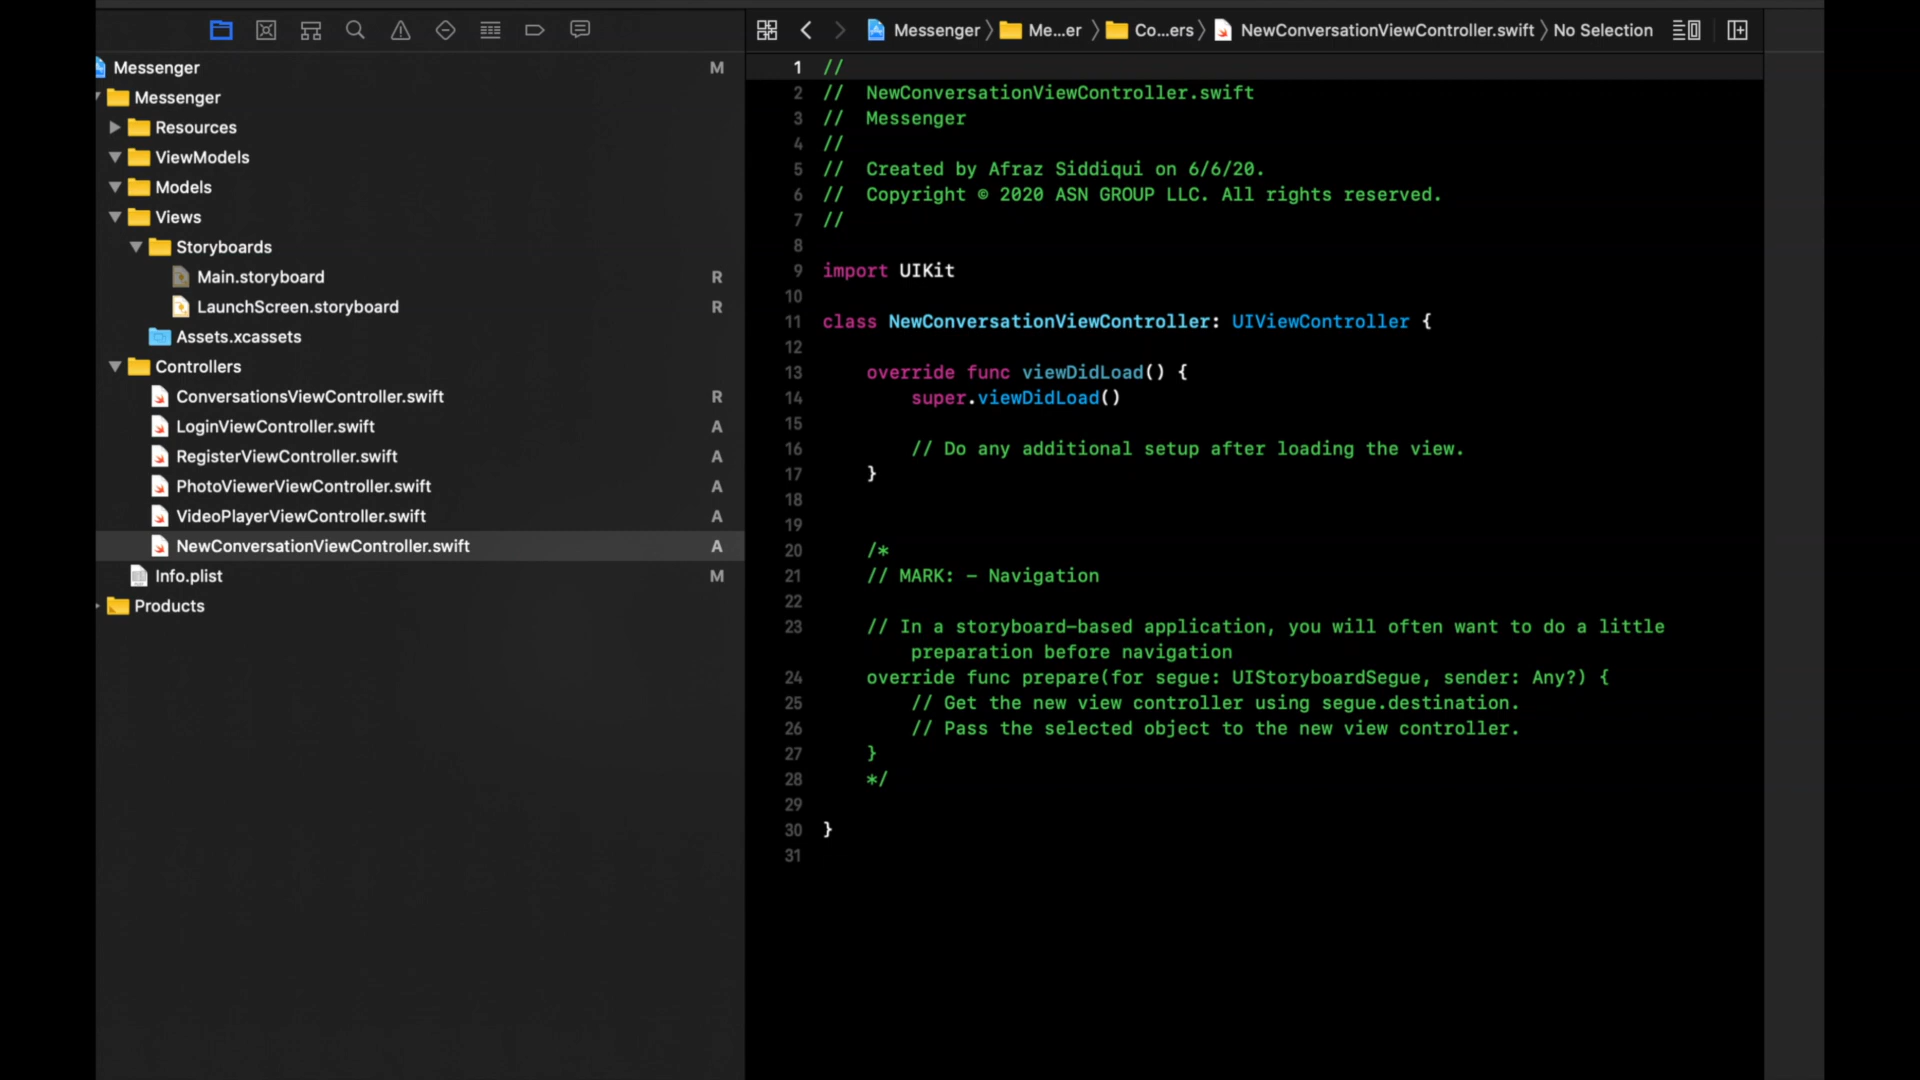 Messenger M
Messenger
Resources
ViewModels
Models
Views
Storyboards
Main.storyboard R
LaunchScreen.storyboard R
Assets.xcassets
Controllers
ConversationsViewController.swift R
LoginViewController.swift A
RegisterViewController.swift A
PhotoViewerViewController.swift A
VideoPlayerViewController.swift A
NewConversationViewController.swift A
Info.plist M
Products
Messenger 〉 Me...er 〉 Co...ers 〉 NewConversationViewController.swift 〉 No Selection
1 //
2 //  NewConversationViewController.swift
3 //  Messenger
4 //
5 //  Created by Afraz Siddiqui on 6/6/20.
6 //  Copyright © 2020 ASN GROUP LLC. All rights reserved.
7 //
8
9 import UIKit
10
11 class NewConversationViewController: UIViewController {
12
13     override func viewDidLoad() {
14         super.viewDidLoad()
15
16         // Do any additional setup after loading the view.
17     }
18
19
20     /*
21     // MARK: - Navigation
22
23     // In a storyboard-based application, you will often want to do a little
preparation before navigation
24     override func prepare(for segue: UIStoryboardSegue, sender: Any?) {
25         // Get the new view controller using segue.destination.
26         // Pass the selected object to the new view controller.
27     }
28     */
29
30 }
31